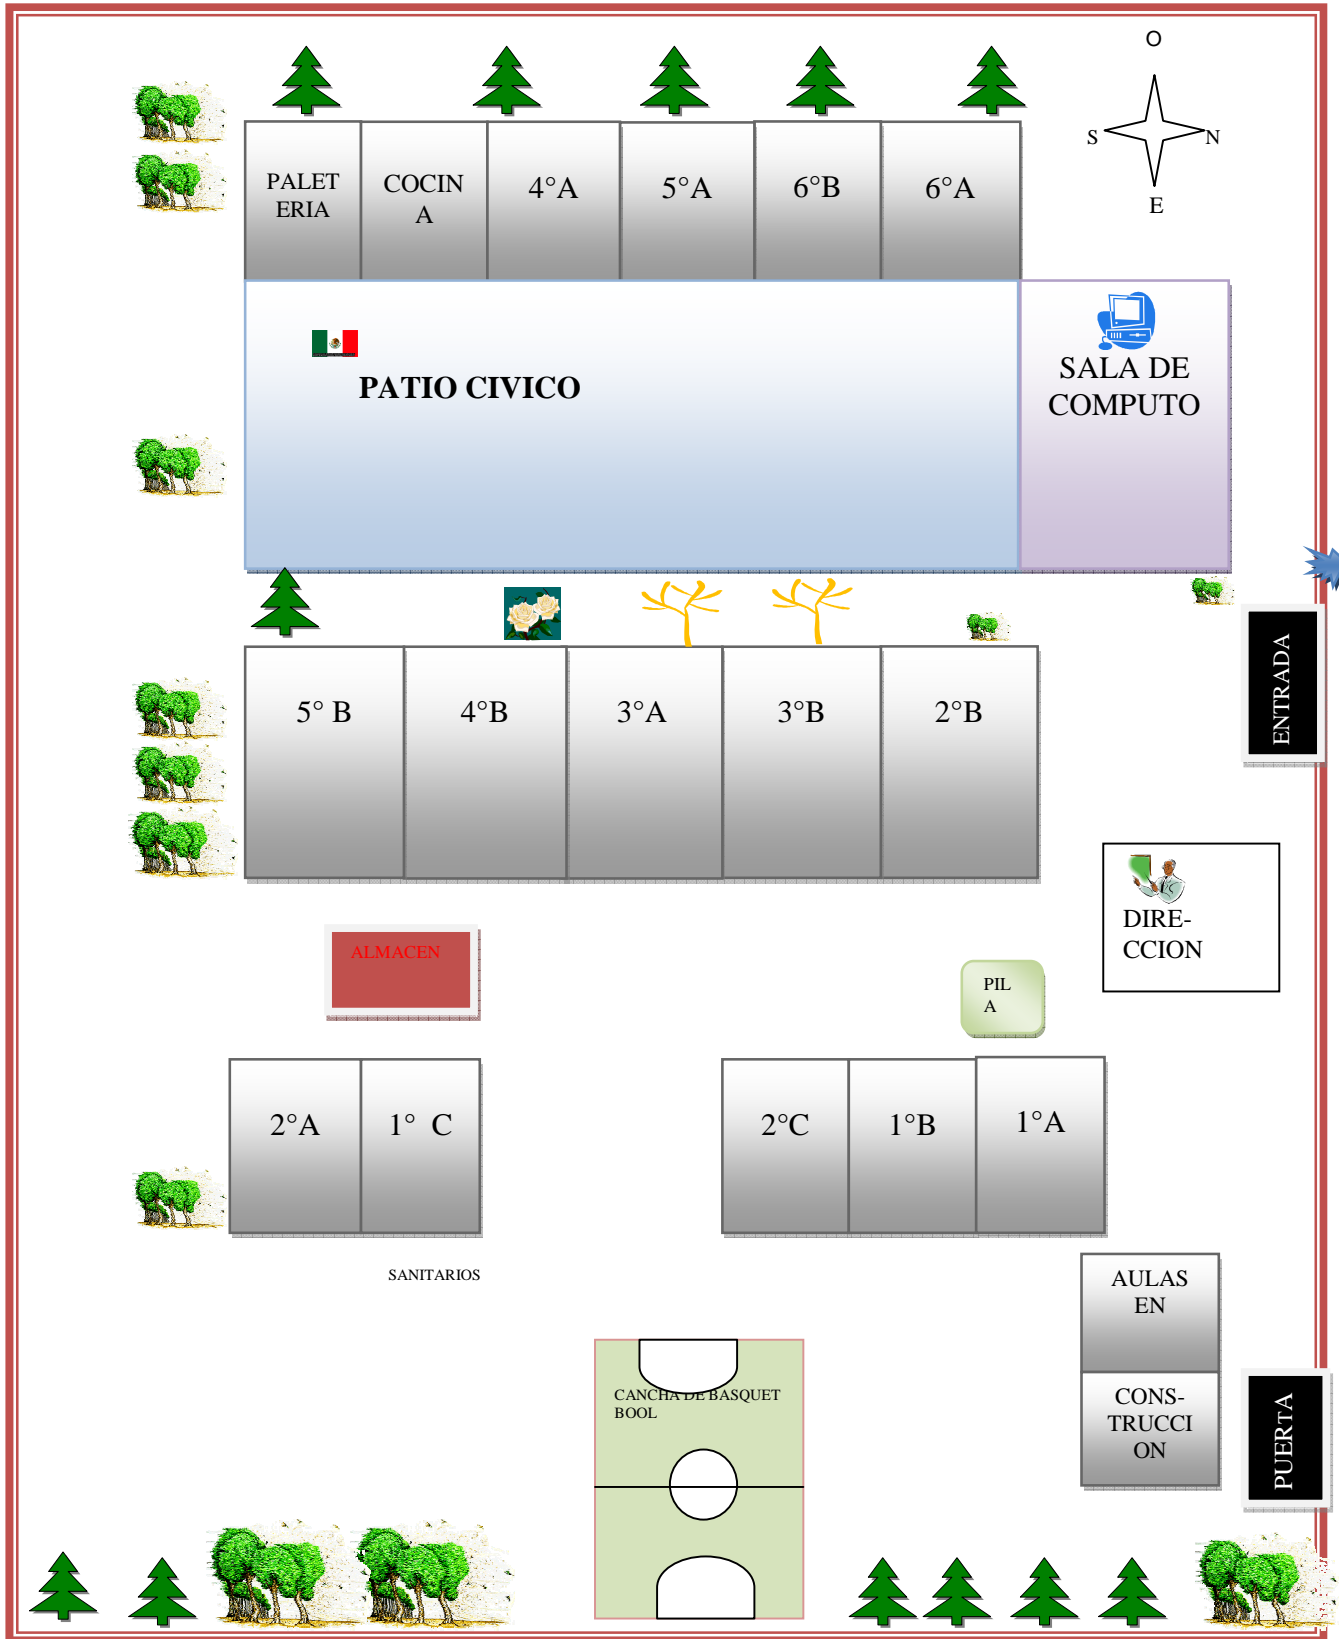 O
S
N
E
PALET
ERIA
COCIN
A
4°A
5°A
6°B
6°A
PATIO CIVICO
SALA DE
COMPUTO
ENTRADA
5° B
4°B
3°A
3°B
2°B
DIRE-
CCION
ALMACEN
PIL
A
2°A
1° C
2°C
1°B
1°A
SANITARIOS
AULAS
EN
CONS-
TRUCCI
ON
CANCHA DE BASQUET
BOOL
PUERTA